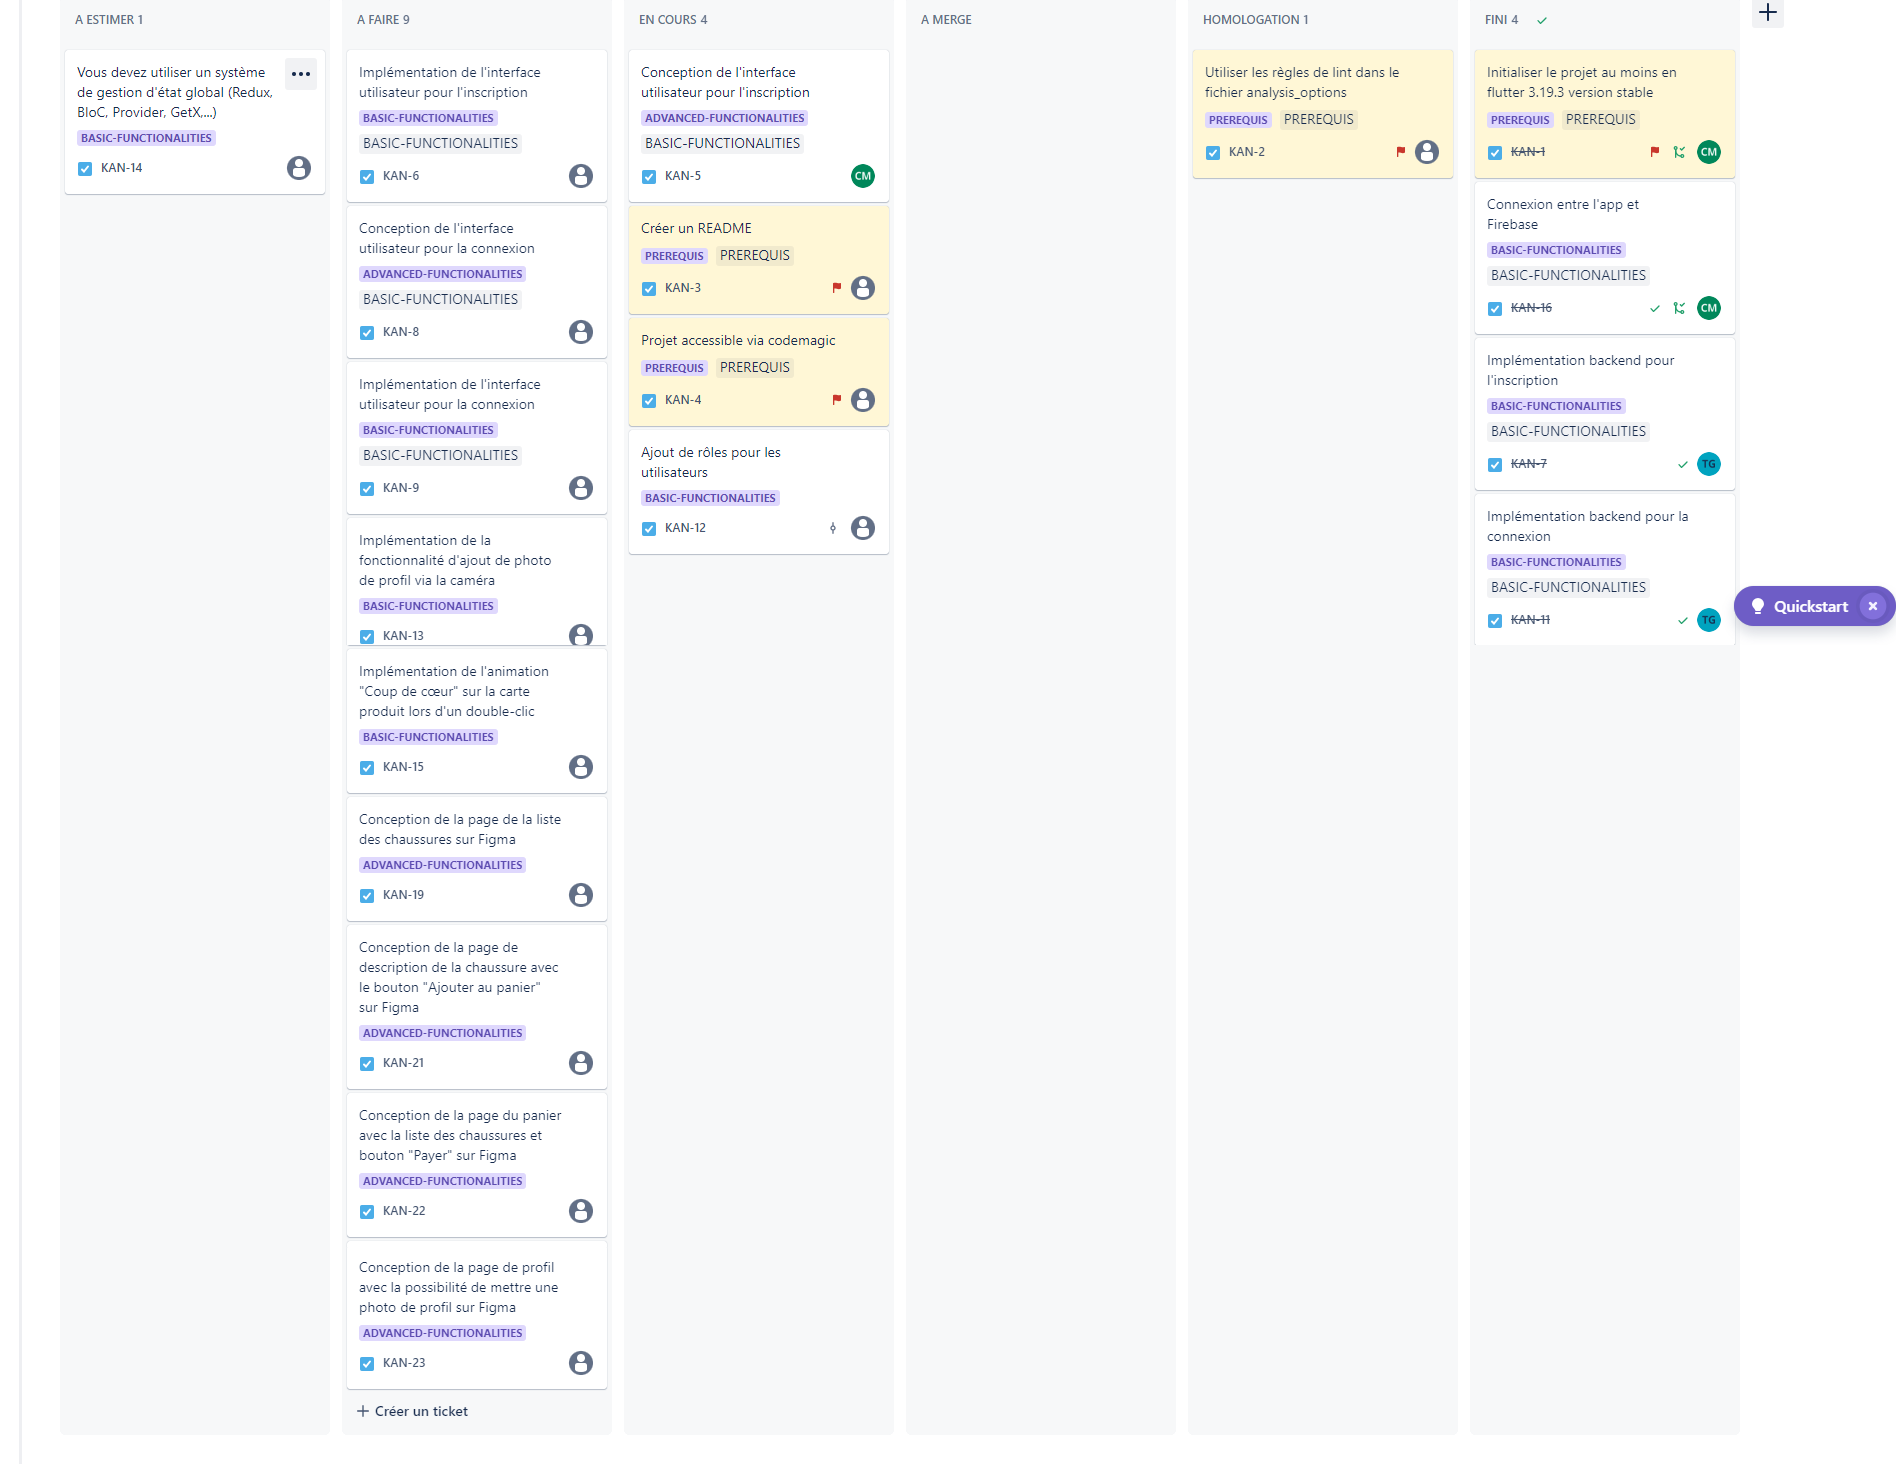 A ESTIMER 1
Vous devez utiliser un système
de gestion d'état global (Redux,
BloC, Provider, GetX,...)
BASIC-FUNCTIONALITIES
KAN-14
A FAIRE 9
Implémentation de l'interface
utilisateur pour l'inscription
BASIC-FUNCTIONALITIES
BASIC-FUNCTIONALITIES
KAN-6
Conception de l'interface
utilisateur pour la connexion
ADVANCED-FUNCTIONALITIES
BASIC-FUNCTIONALITIES
KAN-8
Implémentation de l'interface
utilisateur pour la connexion
BASIC-FUNCTIONALITIES
BASIC-FUNCTIONALITIES
KAN-9
Implémentation de la
fonctionnalité d'ajout de photo
de profil via la caméra
BASIC-FUNCTIONALITIES
KAN-13
Implémentation de l'animation
"Coup de cœur" sur la carte
produit lors d'un double-clic
BASIC-FUNCTIONALITIES
KAN-15
Conception de la page de la liste
des chaussures sur Figma
ADVANCED-FUNCTIONALITIES
KAN-19
Conception de la page de
description de la chaussure avec
le bouton "Ajouter au panier"
sur Figma
ADVANCED-FUNCTIONALITIES
KAN-21
Conception de la page du panier
avec la liste des chaussures et
bouton "Payer" sur Figma
ADVANCED-FUNCTIONALITIES
KAN-22
Conception de la page de profil
avec la possibilité de mettre une
photo de profil sur Figma
ADVANCED-FUNCTIONALITIES
KAN-23
Créer un ticket
EN COURS 4
Conception de l'interface
utilisateur pour l'inscription
ADVANCED-FUNCTIONALITIES
BASIC-FUNCTIONALITIES
KAN-5 CM
Créer un README
PREREQUIS PREREQUIS
KAN-3
Projet accessible via codemagic
PREREQUIS PREREQUIS
KAN-4
Ajout de rôles pour les
utilisateurs
BASIC-FUNCTIONALITIES
KAN-12
A MERGE
HOMOLOGATION 1
Utiliser les règles de lint dans le
fichier analysis_options
PREREQUIS PREREQUIS
KAN-2
FINI 4
Initialiser le projet au moins en
flutter 3.19.3 version stable
PREREQUIS PREREQUIS
KAN-1 CM
Connexion entre l'app et
Firebase
BASIC-FUNCTIONALITIES
BASIC-FUNCTIONALITIES
KAN-16 CM
Implémentation backend pour
l'inscription
BASIC-FUNCTIONALITIES
BASIC-FUNCTIONALITIES
KAN-7 TG
Implémentation backend pour la
connexion
BASIC-FUNCTIONALITIES
BASIC-FUNCTIONALITIES
KAN-11 TG
Quickstart